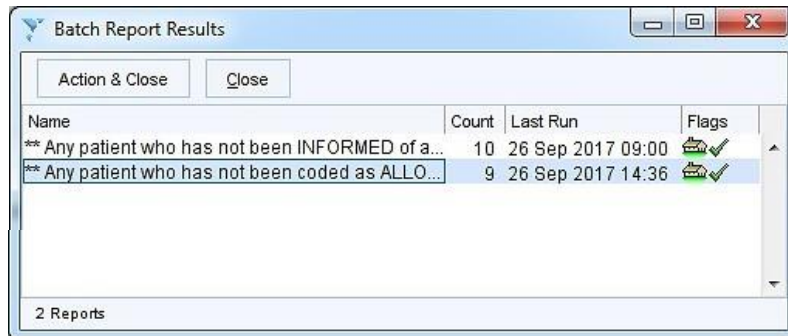 Batch Report Results
Action & Close Close
Name Count Last Run Flags
** Any patient who has not been INFORMED of a... 10 26 Sep 2017 09:00
** Any patient who has not been coded as ALLO... 9 26 Sep 2017 14:36
2 Reports